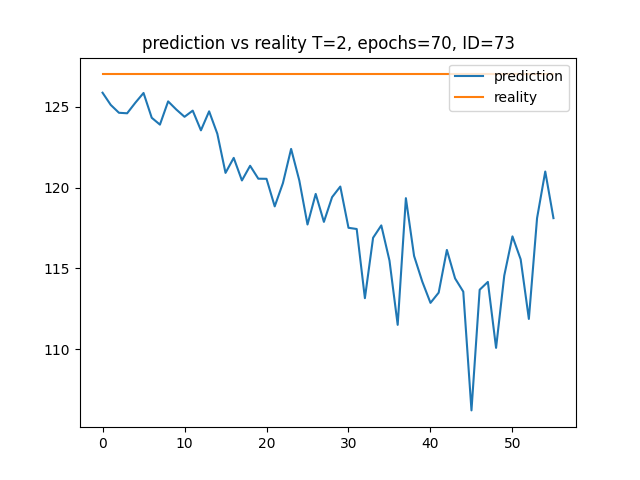 prediction vs reality T=2, epochs=70, ID=73
prediction
reality
125
120
115
110
0 10 20 30 40 50